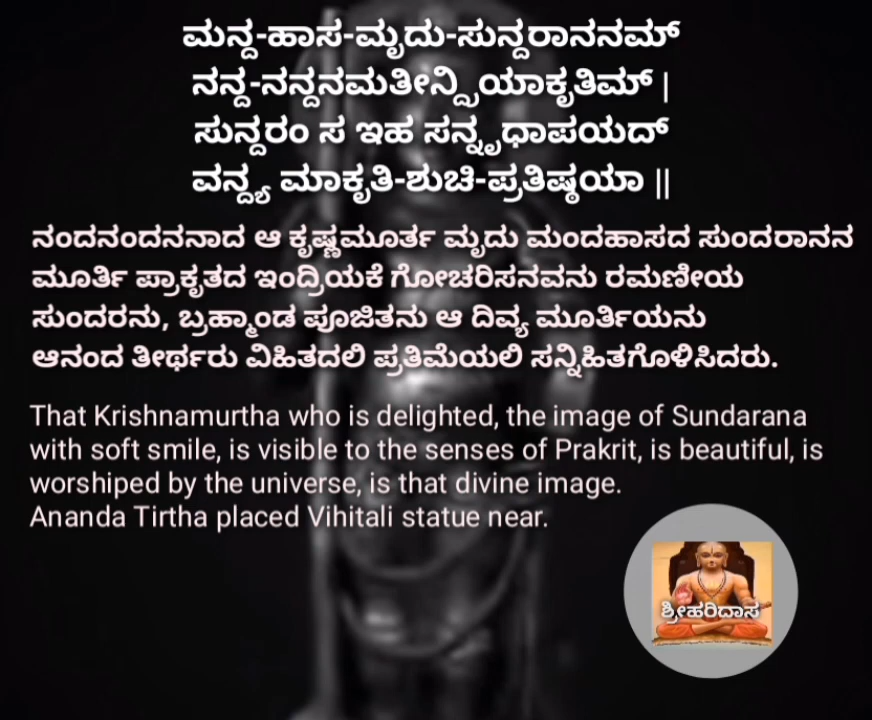 ಮನ್ದ-ಹಾಸ-ಮೃದು-ಸುನ್ದರಾನನಮ್
ನನ್ದ-ನನ್ದನಮತೀನ್ದ್ರಿಯಾಕೃತಿಮ್ |
ಸುನ್ದರಂ ಸ ಇಹ ಸನ್ನ್ಯಧಾಪಯದ್
ವನ್ದ್ಯ ಮಾಕೃತಿ-ಶುಚಿ-ಪ್ರತಿಷ್ಠಯಾ ||
ನಂದನಂದನನಾದ ಆ ಕೃಷ್ಣಮೂರ್ತ ಮೃದು ಮಂದಹಾಸದ ಸುಂದರಾನನ
ಮೂರ್ತಿ ಪ್ರಾಕೃತದ ಇಂದ್ರಿಯಕೆ ಗೋಚರಿಸನವನು ರಮಣೀಯ
ಸುಂದರನು, ಬ್ರಹ್ಮಾಂಡ ಪೂಜಿತನು ಆ ದಿವ್ಯ ಮೂರ್ತಿಯನು
ಆನಂದ ತೀರ್ಥರು ವಿಹಿತದಲಿ ಪ್ರತಿಮೆಯಲಿ ಸನ್ನಿಹಿತಗೊಳಿಸಿದರು.
That Krishnamurtha who is delighted, the image of Sundarana
with soft smile, is visible to the senses of Prakrit, is beautiful, is
worshiped by the universe, is that divine image.
Ananda Tirtha placed Vihitali statue near.
ಶ್ರೀಹರಿದಾಸ